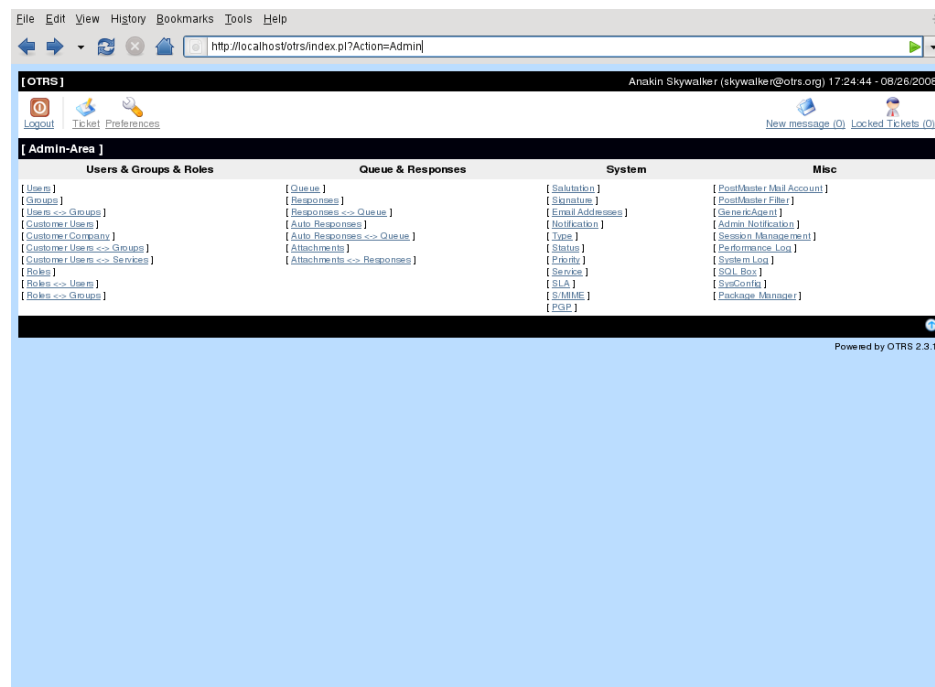 File Edit View History Bookmarks Tools Help
http://localhost/otrs/index.pl?Action=Admin
[ OTRS ] Anakin Skywalker (skywalker@otrs.org) 17:24:44 - 08/26/2008
Logout Ticket Preferences New message (0) Locked Tickets (0)
[ Admin-Area ]
Users & Groups & Roles Queue & Responses System Misc
[ Users ] [ Queue ] [ Salutation ] [ PostMaster Mail Account ]
[ Groups ] [ Responses ] [ Signature ] [ PostMaster Filter ]
[ Users <-> Groups ] [ Responses <-> Queue ] [ Email Addresses ] [ GenericAgent ]
[ Customer Users ] [ Auto Responses ] [ Notification ] [ Admin Notification ]
[ Customer Company ] [ Auto Responses <-> Queue ] [ Type ] [ Session Management ]
[ Customer Users <-> Groups ] [ Attachments ] [ Status ] [ Performance Log ]
[ Customer Users <-> Services ] [ Attachments <-> Responses ] [ Priority ] [ System Log ]
[ Roles ] [ Service ] [ SQL Box ]
[ Roles <-> Users ] [ SLA ] [ SysConfig ]
[ Roles <-> Groups ] [ S/MIME ] [ Package Manager ]
[ PGP ]
Powered by OTRS 2.3.1